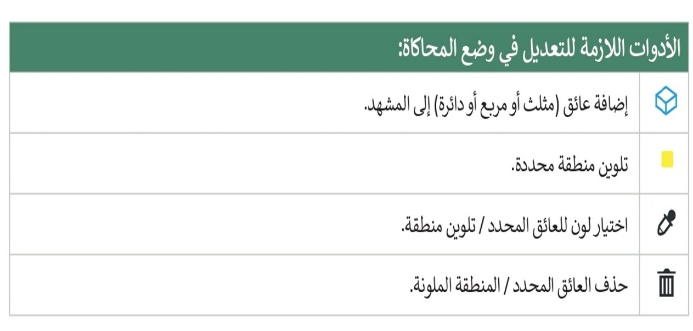 الأدوات اللازمة للتعديل في وضع المحاكاة:
إضافة عائق (مثلث أو مربع أو دائرة) إلى المشهد.
تلوين منطقة محددة.
اختيار لون للعائق المحدد / تلوين منطقة.
حذف العائق المحدد / المنطقة الملونة.